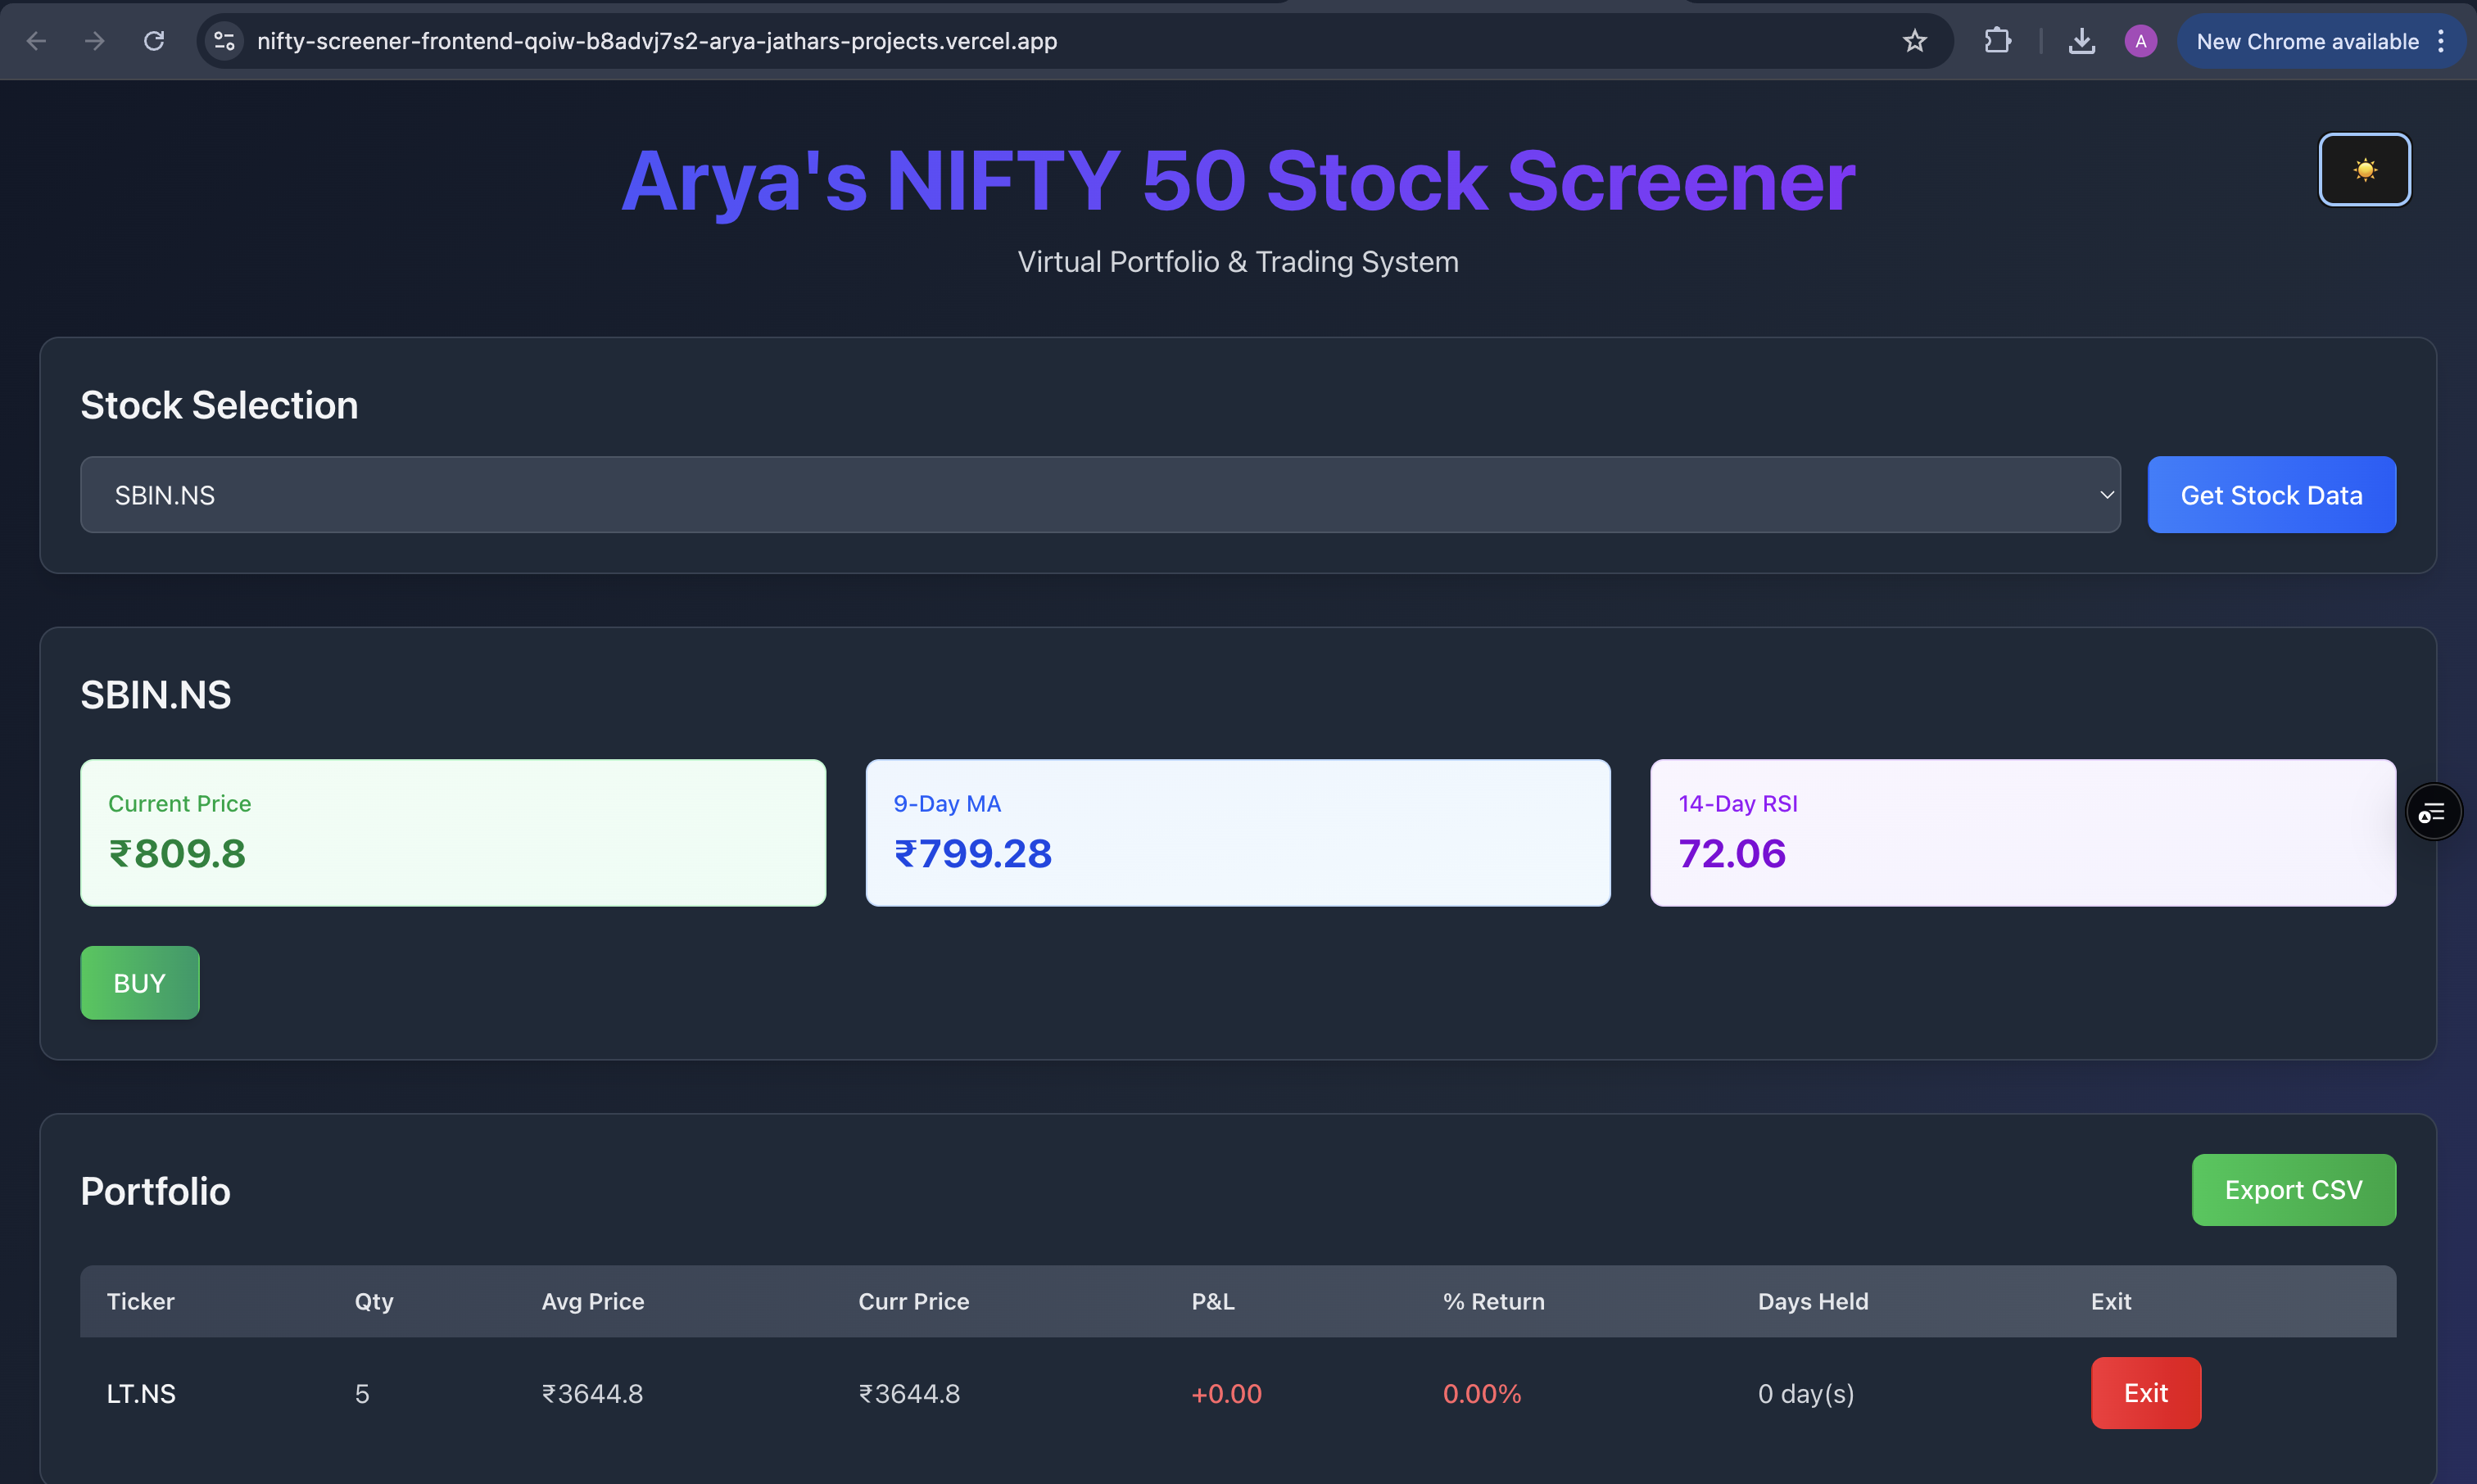 nifty-screener-frontend-qoiw-b8advj7s2-arya-jathars-projects.vercel.app
A
New Chrome available
Arya's NIFTY 50 Stock Screener
Virtual Portfolio & Trading System
Stock Selection
SBIN.NS
Get Stock Data
SBIN.NS
Current Price
₹809.8
9-Day MA
₹799.28
14-Day RSI
72.06
BUY
Portfolio
Export CSV
Ticker Qty Avg Price Curr Price P&L % Return Days Held Exit
LT.NS 5 ₹3644.8 ₹3644.8 +0.00 0.00% 0 day(s) Exit